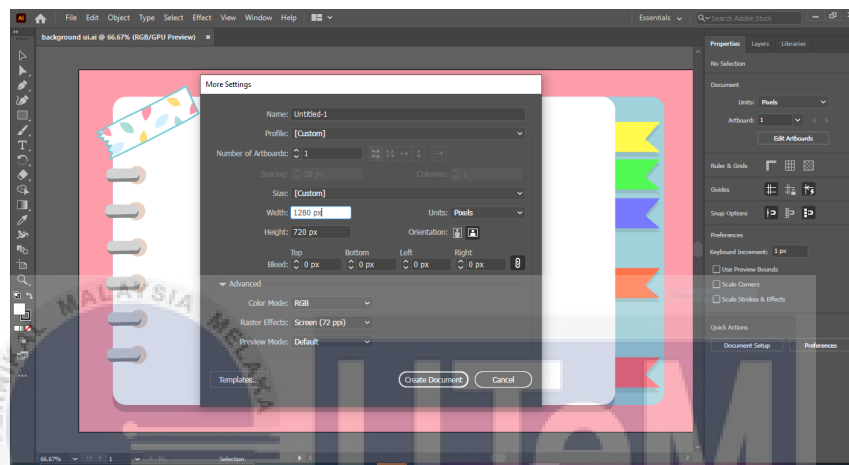 Ai File Edit Object Type Select Effect View Window Help Essentials Search Adobe Stock
background ui.ai @ 66.67% (RGB/GPU Preview) ×
Properties Layers Libraries
No Selection
Document
Units: Pixels
Artboard: 1
Edit Artboards
Ruler & Grids
Guides
Snap Options
Preferences
Keyboard Increment: 1 px
Use Preview Bounds
Scale Corners
Scale Strokes & Effects
Quick Actions
Document Setup Preferences
More Settings
Name: Untitled-1
Profile: [Custom]
Number of Artboards: 1
Spacing: 20 px Columns: 1
Size: [Custom]
Width: 1280 px Units: Pixels
Height: 720 px Orientation:
Top Bottom Left Right
Bleed: 0 px 0 px 0 px 0 px
Advanced
Color Mode: RGB
Raster Effects: Screen (72 ppi)
Preview Mode: Default
Templates... Create Document Cancel
MALAYSIA MELAKA
UTeM
66.67% 1 Selection